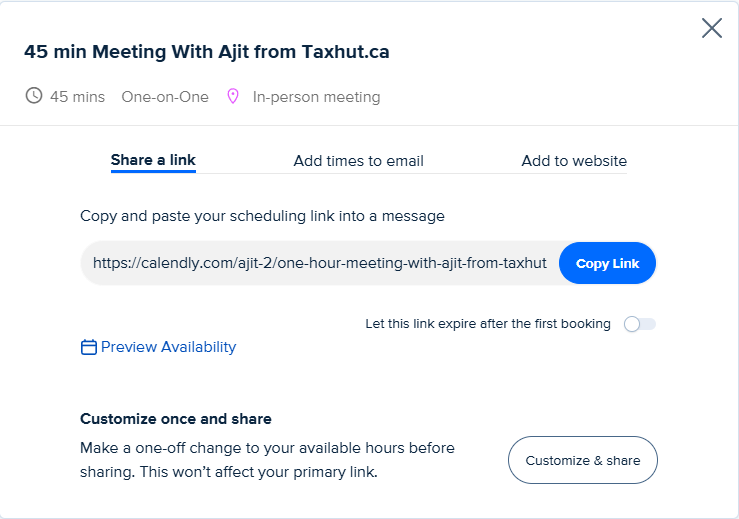 45 min Meeting With Ajit from Taxhut.ca
45 mins One-on-One In-person meeting
Share a link Add times to email Add to website
Copy and paste your scheduling link into a message
https://calendly.com/ajit-2/one-hour-meeting-with-ajit-from-taxhut Copy Link
Let this link expire after the first booking
Preview Availability
Customize once and share
Make a one-off change to your available hours before
sharing. This won’t affect your primary link.
Customize & share